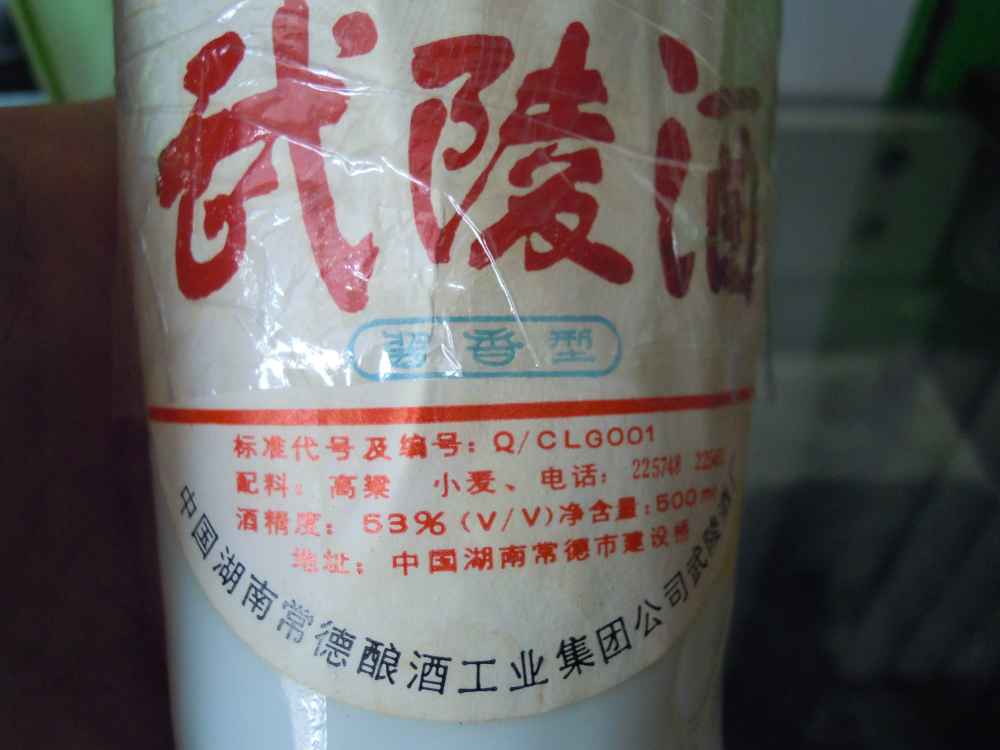 武陵酒
酱香型
标准代号及编号：Q/CLG001
配料：高粱 小麦、电话：225748
酒精度：53%(V/V)净含量：500ml
地址：中国湖南常德市建设桥
中国湖南常德酿酒工业集团公司武陵酒